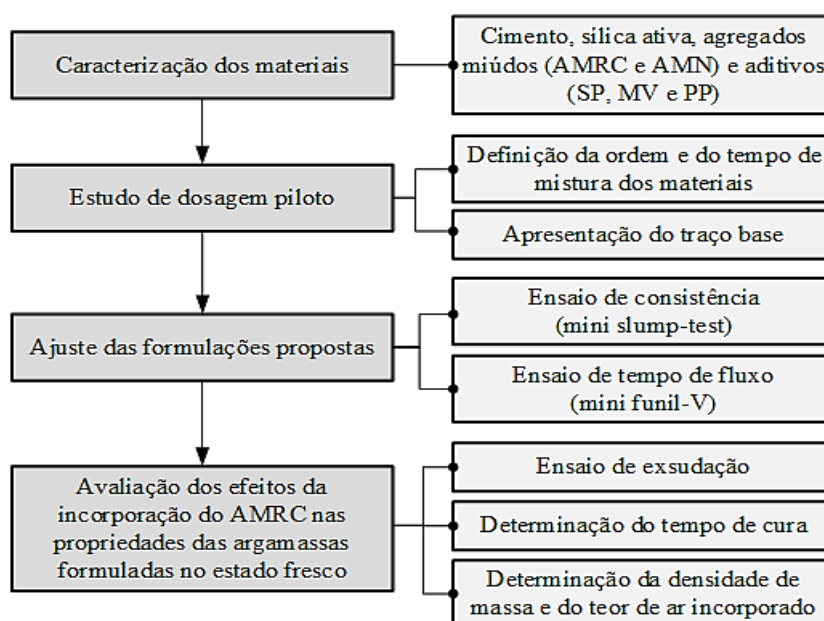 Caracterização dos materiais
Cimento, sílica ativa, agregados
miúdos (AMRC e AMN) e aditivos
(SP, MV e PP)
Estudo de dosagem piloto
Definição da ordem e do tempo de
mistura dos materiais
Apresentação do traço base
Ajuste das formulações propostas
Ensaio de consistência
(mini slump-test)
Ensaio de tempo de fluxo
(mini funil-V)
Avaliação dos efeitos da
incorporação do AMRC nas
propriedades das argamassas
formuladas no estado fresco
Ensaio de exsudação
Determinação do tempo de cura
Determinação da densidade de
massa e do teor de ar incorporado